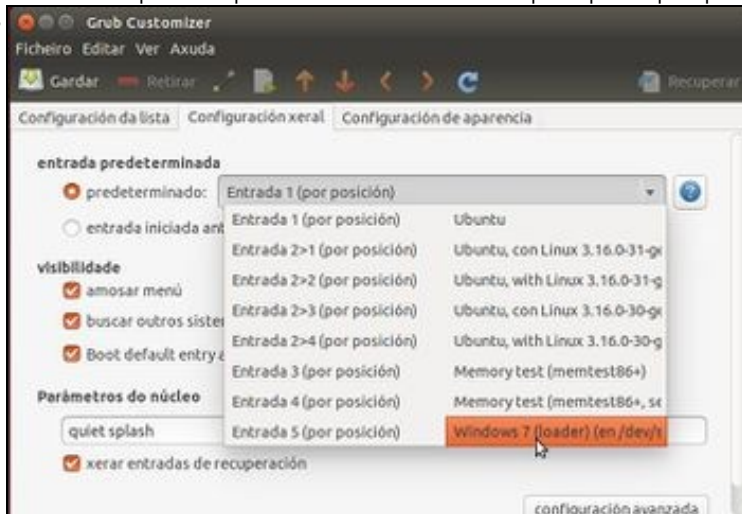 Grub Customizer
Ficheiro Editar Ver Axuda
Gardar Retirar Recuperar
Configuración da lista Configuración xeral Configuración de aparencia
entrada predeterminada
predeterminado: Entrada 1 (por posición)
entrada iniciada ant
Entrada 1 (por posición) Ubuntu
Entrada 2>1 (por posición) Ubuntu, con Linux 3.16.0-31-ge
Entrada 2>2 (por posición) Ubuntu, with Linux 3.16.0-31-g
Entrada 2>3 (por posición) Ubuntu, con Linux 3.16.0-30-ge
Entrada 2>4 (por posición) Ubuntu, with Linux 3.16.0-30-g
Entrada 3 (por posición) Memory test (memtest86+)
Entrada 4 (por posición) Memory test (memtest86+, se
Entrada 5 (por posición) Windows 7 (loader) (en /dev/s
visibilidade
amosar menú
buscar outros sister
Boot default entry a
Parámetros do núcleo
quiet splash
xerar entradas de recuperación
configuración avanzada